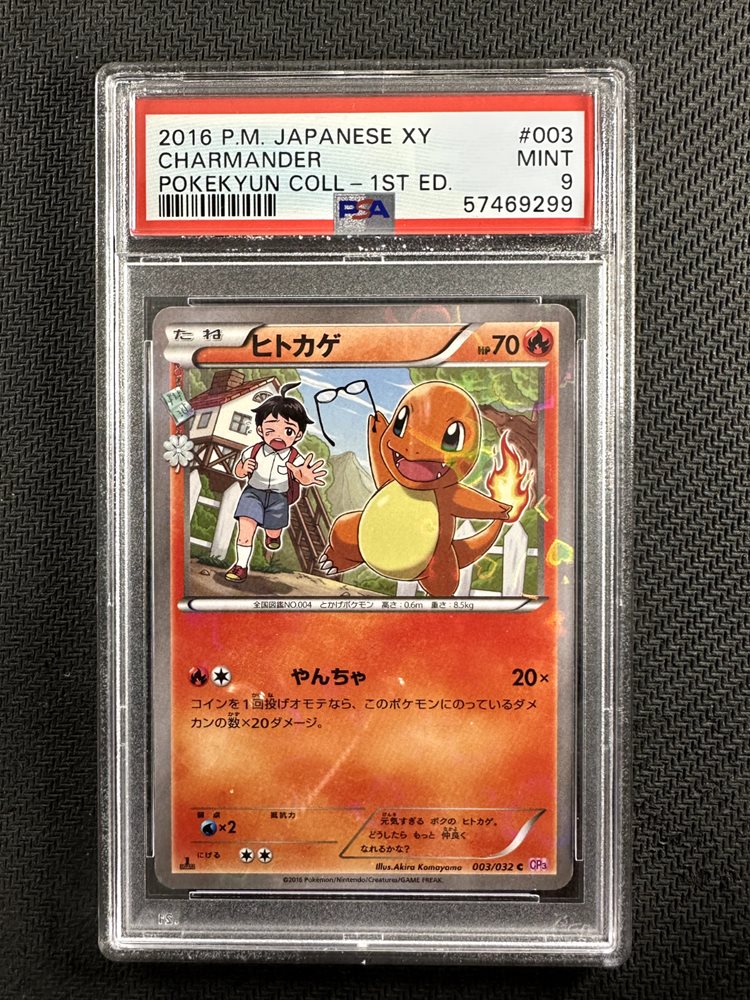 2016 P.M. JAPANESE XY #003
CHARMANDER MINT
POKEKYUN COLL - 1ST ED. 9
PSA 57469299
たね ヒトカゲ HP70
全国図鑑NO.004 とかげポケモン 高さ:0.6m 重さ:8.5kg
やんちゃ 20×
コインを1回投げオモテなら、このポケモンにのっているダメ
カンの数×20ダメージ。
弱点 抵抗力
×2
にげる
元気すぎる ボクの ヒトカゲ。
どうしたら もっと 仲良く
なれるかな?
Illus.Akira Komayama 003/032 C CP3
©2016 Pokémon/Nintendo/Creatures/GAME FREAK.